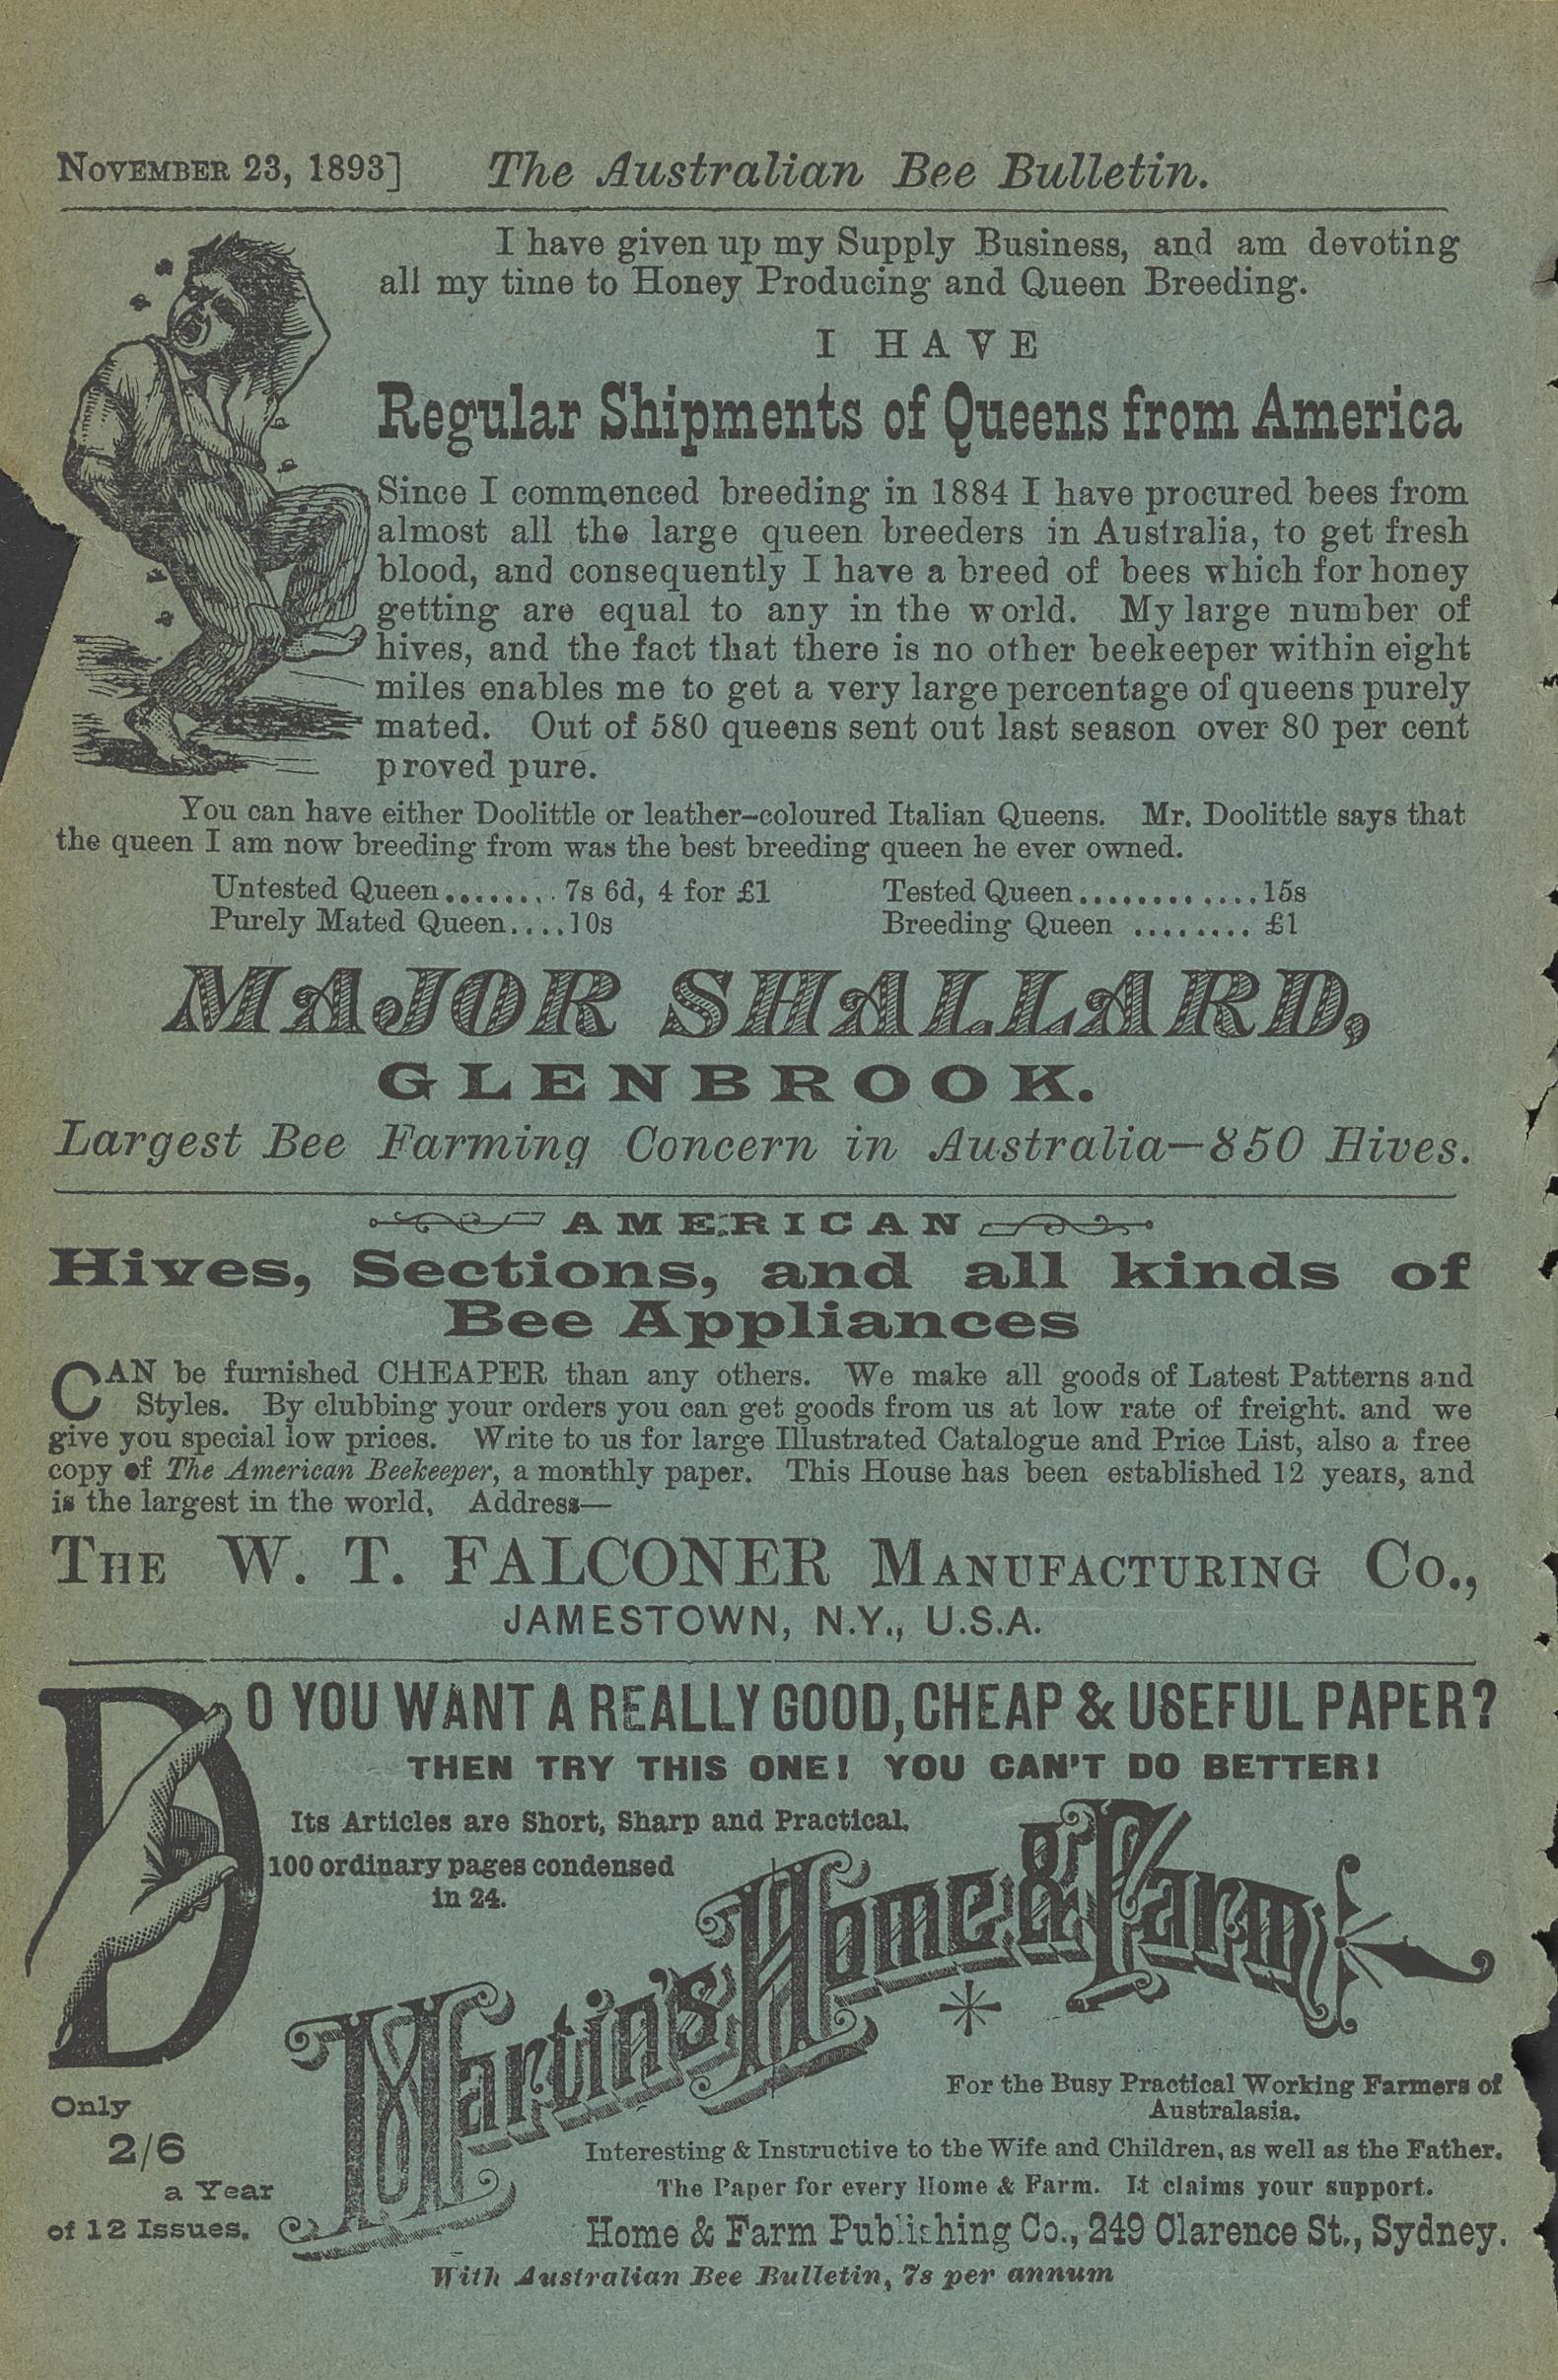 NOVEMBER 23, 1893] The Australian Bee Bulletin.
I have given up my Supply Business, and am devoting
all my time to Honey Producing and Queen Breeding.
I HAVE
Regular Shipments of Queens from America
Since I commenced breeding in 1884 I have procured bees from
almost all the large queen breeders in Australia, to get fresh
blood, and consequently I have a breed of bees which for honey
getting are equal to any in the world. My large number of
hives, and the fact that there is no other beekeeper within eight
miles enables me to get a very large percentage of queens purely
mated. Out of 580 queens sent out last season over 80 per cent
proved pure.
You can have either Doolittle or leather-coloured Italian Queens. Mr. Doolittle says that
the queen I am now breeding from was the best breeding queen he ever owned.
Untested Queen........ 7s 6d, 4 for £1 Tested Queen.............15s
Purely Mated Queen....10s Breeding Queen ........ £1
MAJOR SHALLARD,
GLENBROOK.
Largest Bee Farming Concern in Australia—850 Hives.
AMERICAN
Hives, Sections, and all kinds of
Bee Appliances
CAN be furnished CHEAPER than any others. We make all goods of Latest Patterns and
Styles. By clubbing your orders you can get goods from us at low rate of freight. and we
give you special low prices. Write to us for large Illustrated Catalogue and Price List, also a free
copy of The American Beekeeper, a monthly paper. This House has been established 12 years, and
is the largest in the world, Address—
THE W. T. FALCONER MANUFACTURING CO.,
JAMESTOWN, N.Y., U.S.A.
DO YOU WANT A REALLY GOOD, CHEAP & USEFUL PAPER?
THEN TRY THIS ONE! YOU CAN'T DO BETTER!
Its Articles are Short, Sharp and Practical.
100 ordinary pages condensed
in 24.
Martin's Home & Farm
For the Busy Practical Working Farmers of
Australasia.
Only
2/6
a Year
of 12 Issues.
Interesting & Instructive to the Wife and Children, as well as the Father.
The Paper for every Home & Farm. It claims your support.
Home & Farm Publishing Co., 249 Clarence St., Sydney.
With Australian Bee Bulletin, 7s per annum